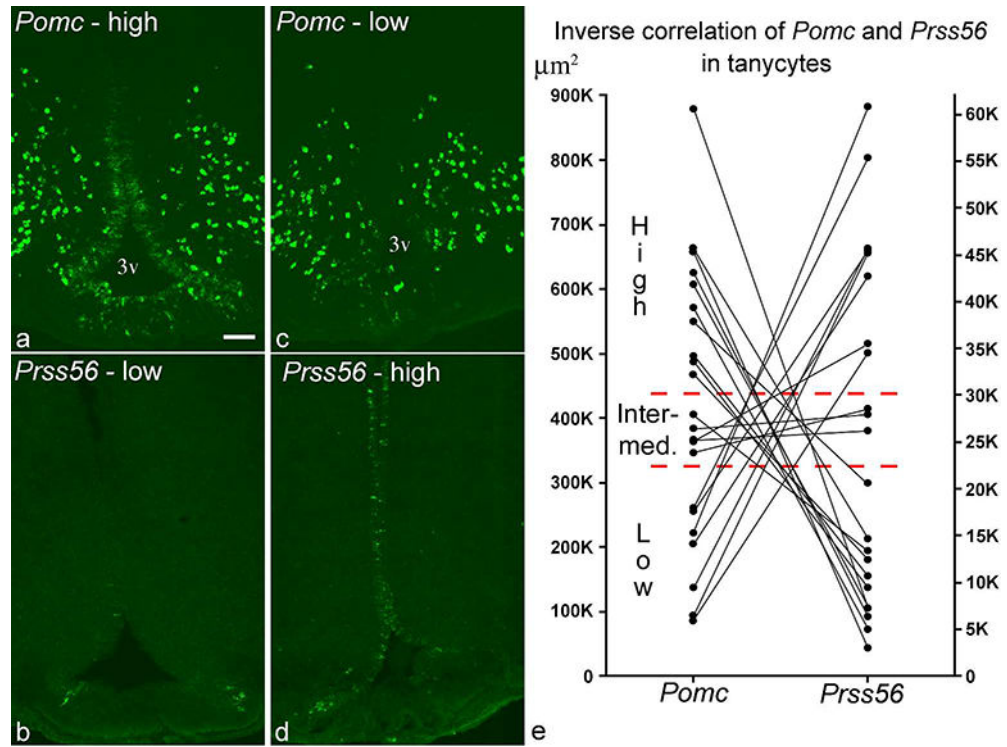 Pomc - high
3v
a
Pomc - low
3v
c
Prss56 - low
b
Prss56 - high
d
Inverse correlation of Pomc and Prss56
in tanycytes
μm²
900K
800K
700K
600K
500K
400K
300K
200K
100K
0
High
Inter-
med.
Low
60K
55K
50K
45K
40K
35K
30K
25K
20K
15K
10K
5K
0
Pomc
Prss56
e